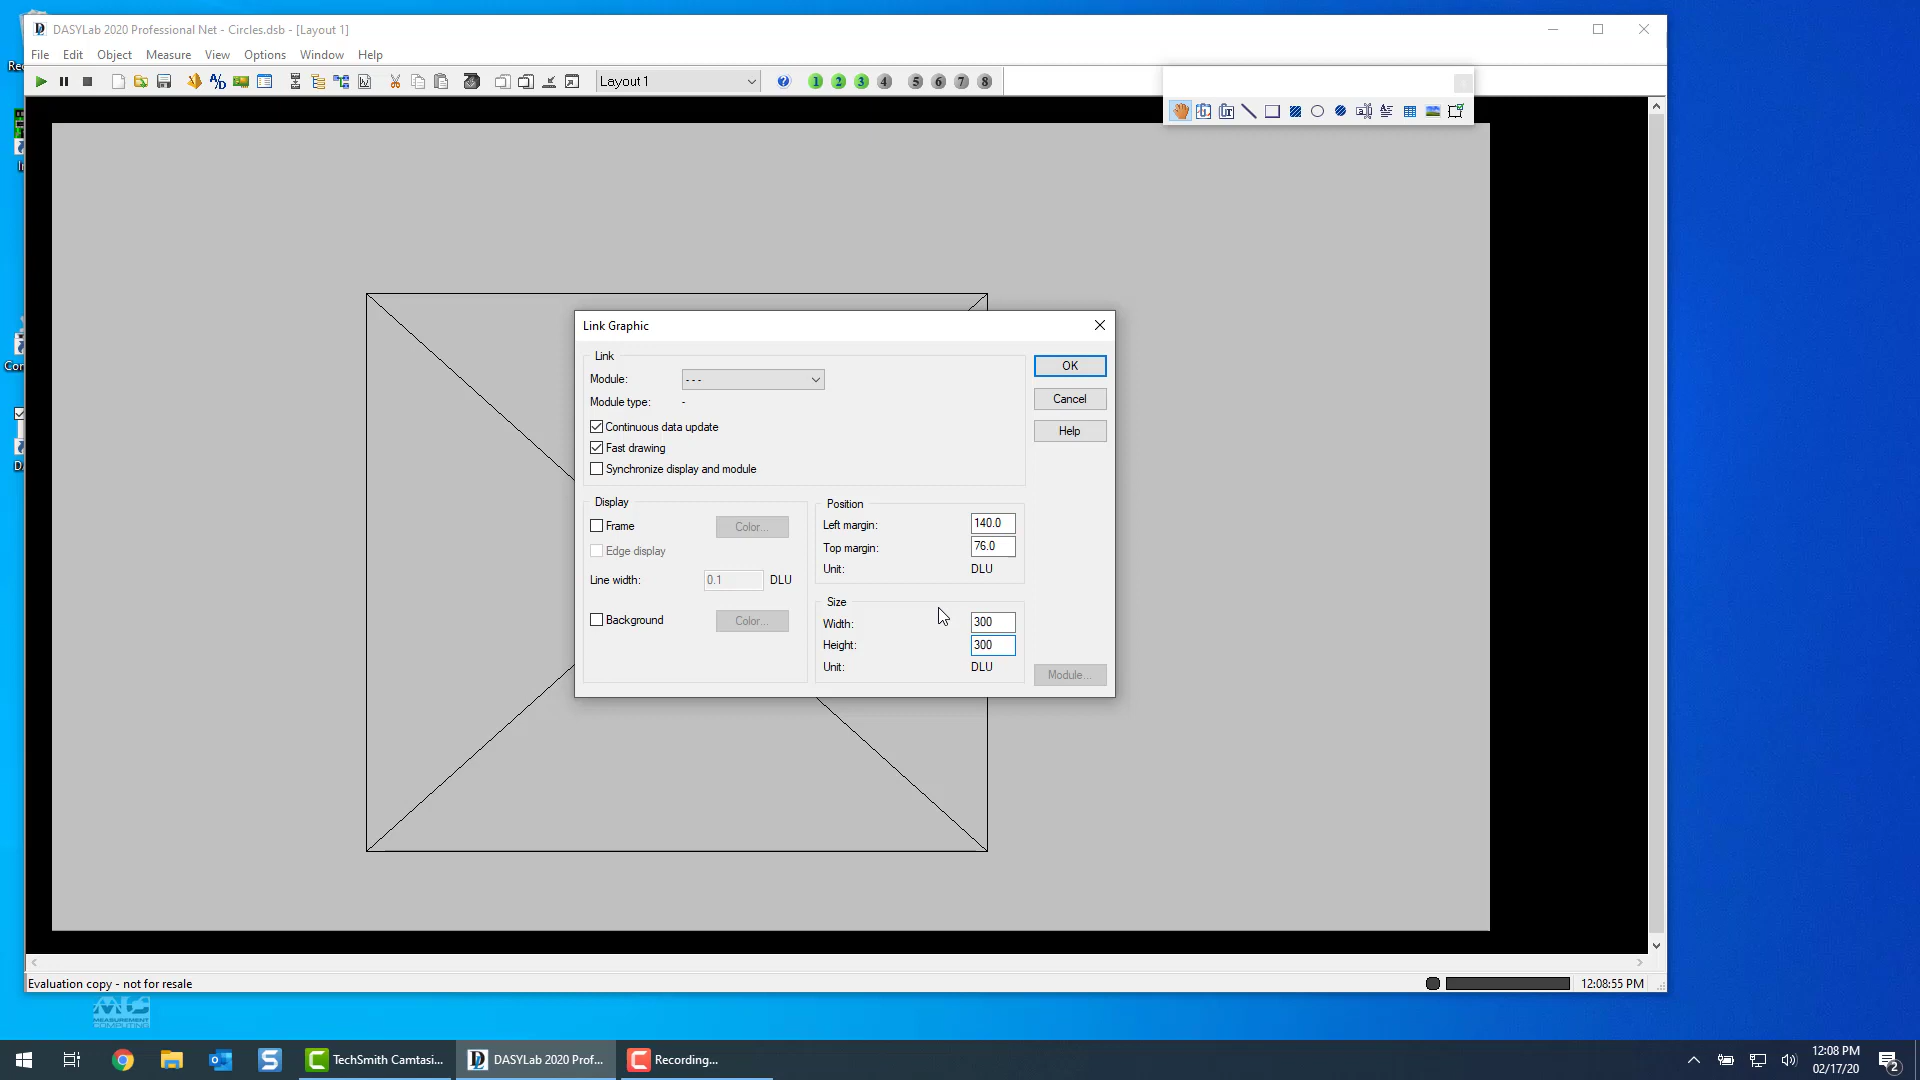 DASYLab 2020 Professional Net - Circles.dsb - [Layout 1]
File Edit Object Measure View Options Window Help
Layout 1
1 2 3 4 5 6 7 8
Link Graphic
Link
Module: - - -
Module type: -
Continuous data update
Fast drawing
Synchronize display and module
OK
Cancel
Help
Display
Frame Color...
Edge display
Line width: 0.1 DLU
Background Color...
Position
Left margin: 140.0
Top margin: 76.0
Unit: DLU
Size
Width: 300
Height: 300
Unit: DLU
Module...
Evaluation copy - not for resale
12:08:55 PM
MEASUREMENT
COMPUTING
TechSmith Camtasi...
DASYLab 2020 Prof...
Recording...
12:08 PM
02/17/20
2